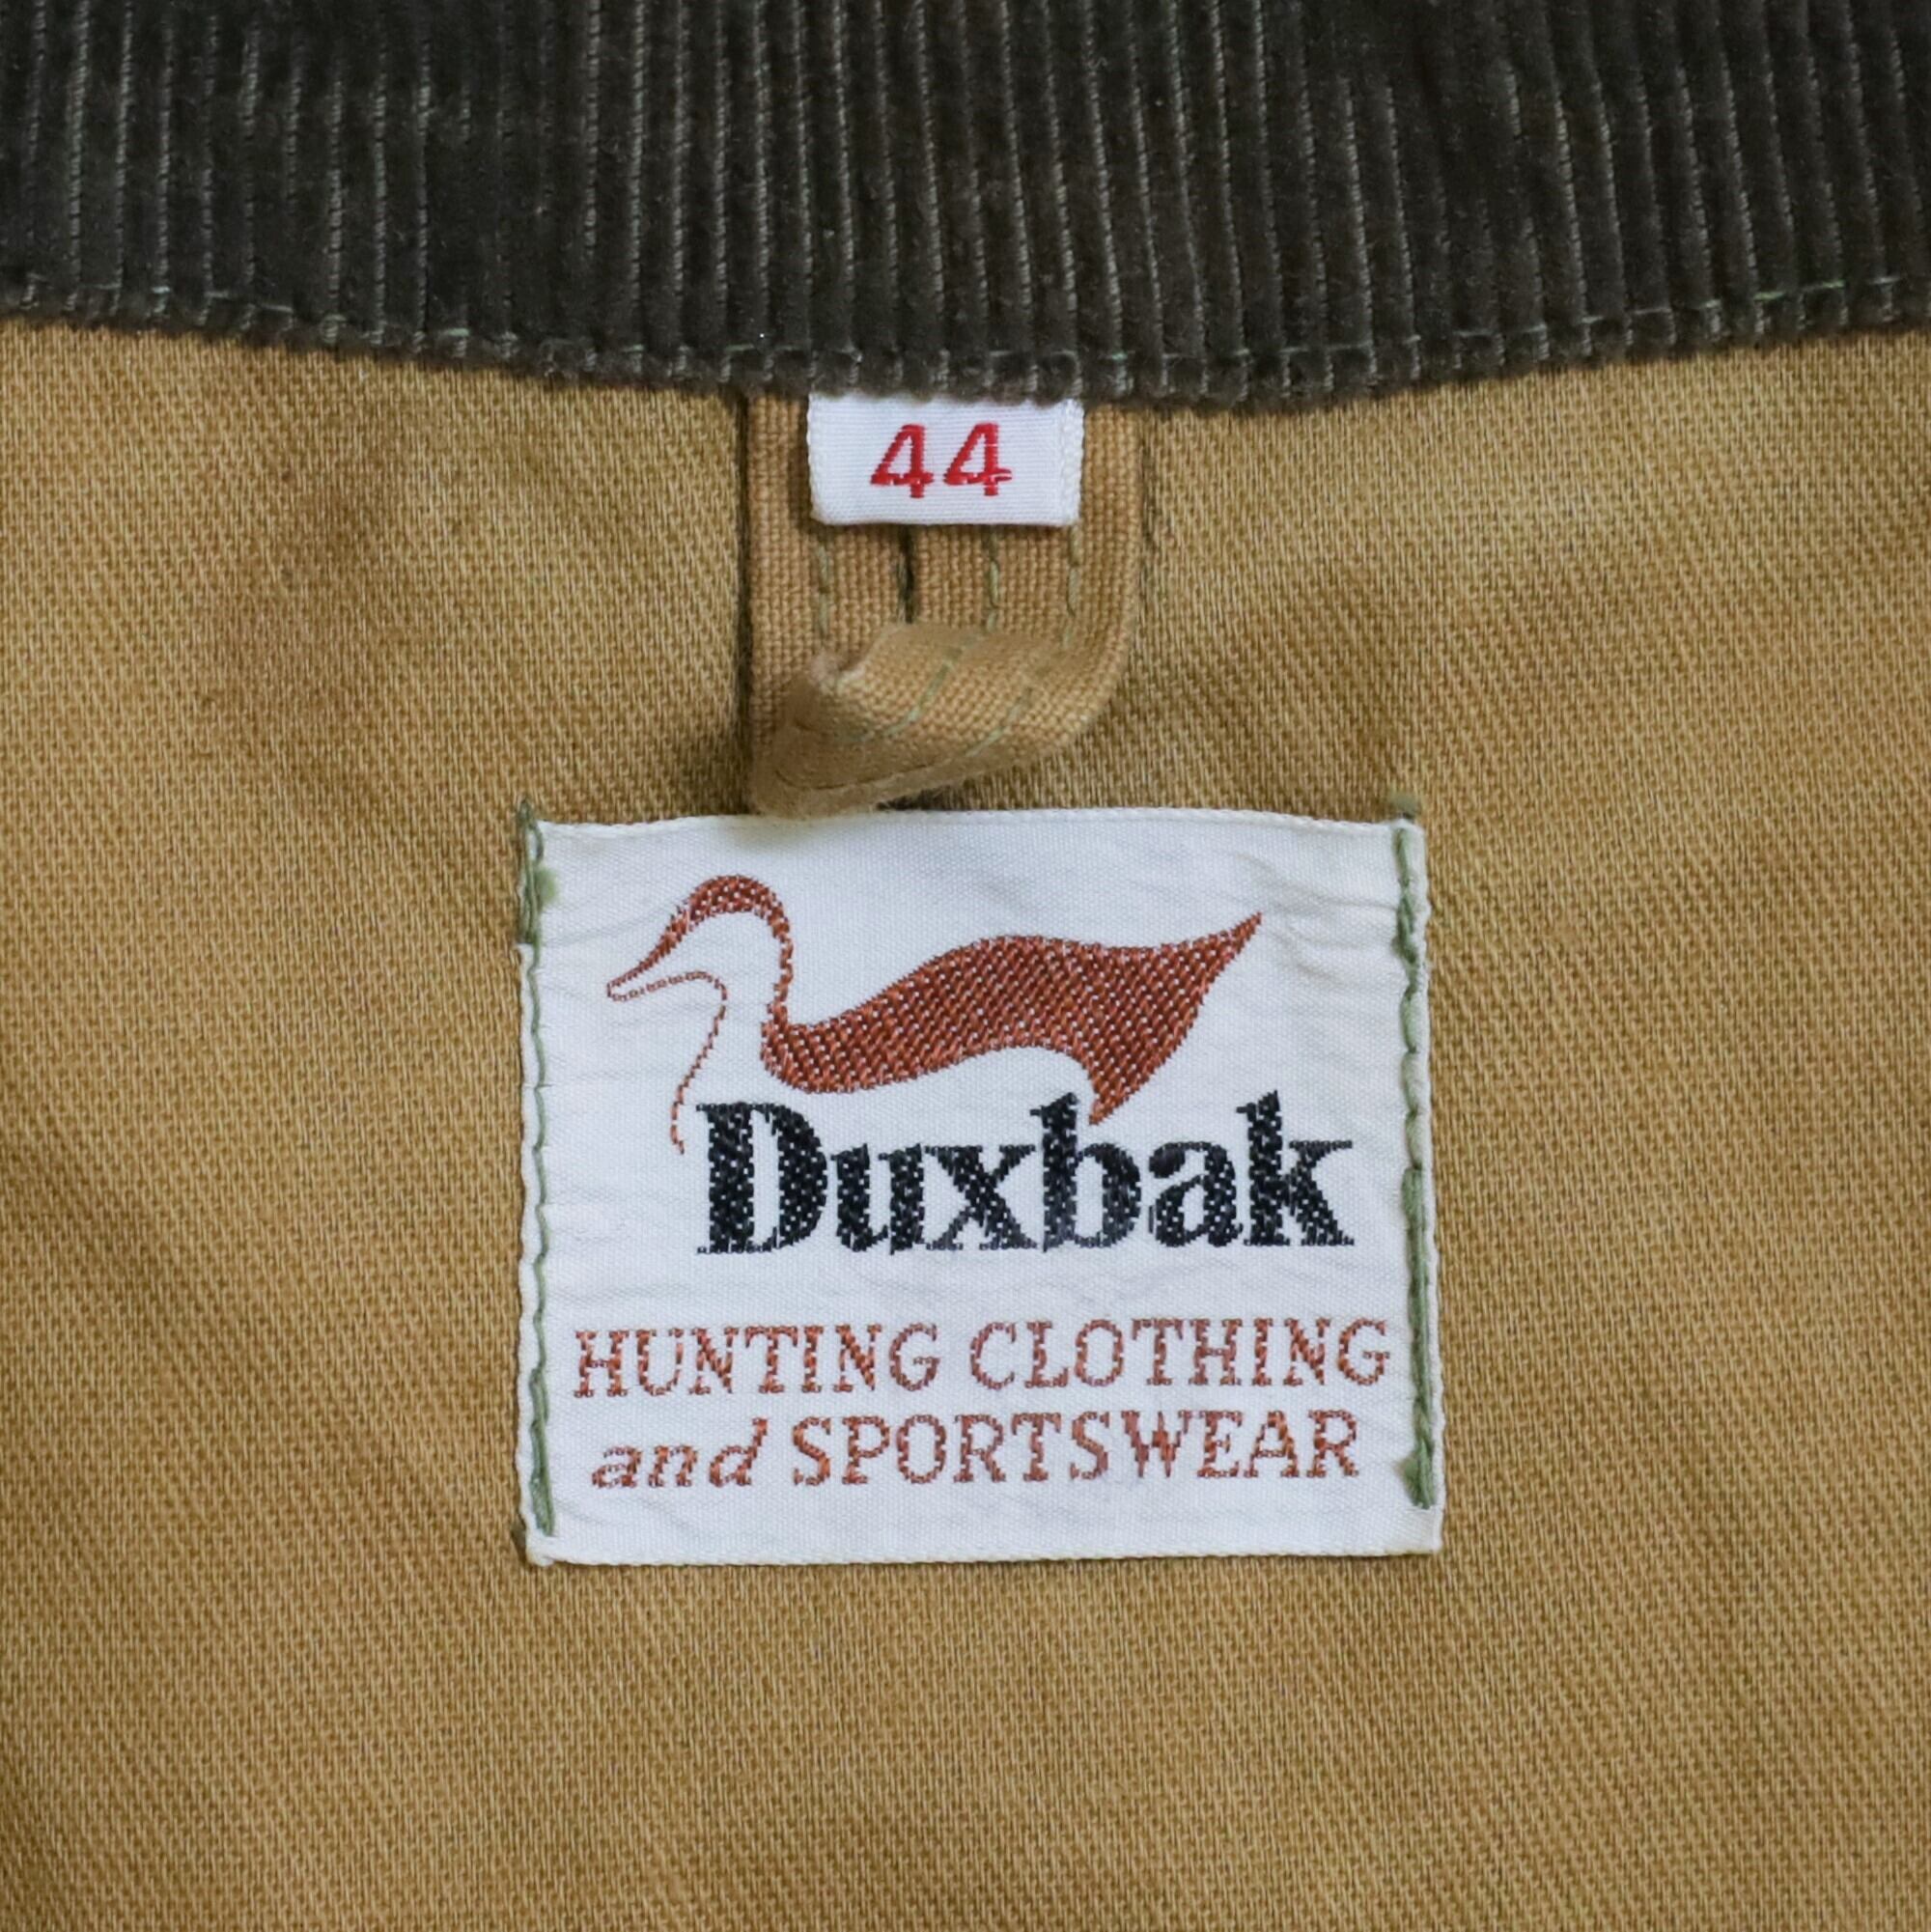 44
Duxbak
HUNTING CLOTHING
and SPORTSWEAR